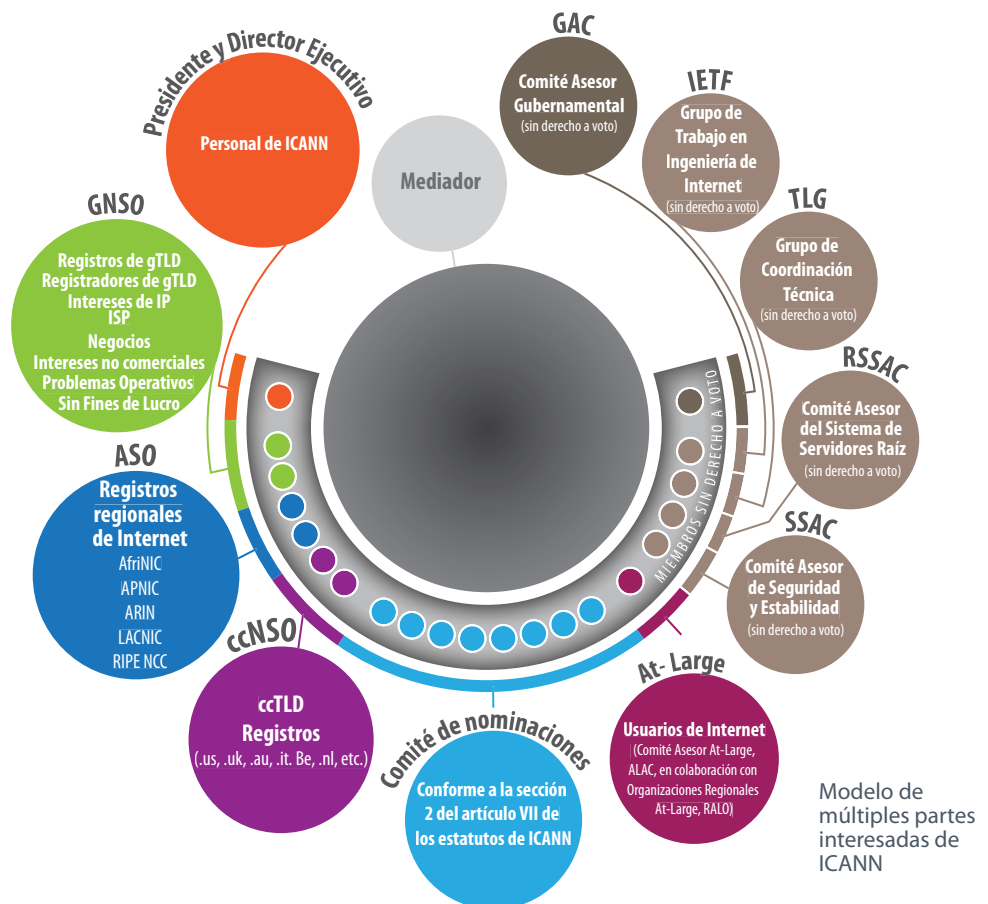 Presidente y Director Ejecutivo
Personal de ICANN
Mediador
GAC
Comité Asesor
Gubernamental
(sin derecho a voto)
IETF
Grupo de
Trabajo en
Ingeniería de
Internet
(sin derecho a voto)
TLG
Grupo de
Coordinación
Técnica
(sin derecho a voto)
RSSAC
Comité Asesor
del Sistema de
Servidores Raíz
(sin derecho a voto)
SSAC
Comité Asesor
de Seguridad
y Estabilidad
(sin derecho a voto)
MIEMBROS SIN DERECHO A VOTO
GNSO
Registros de gTLD
Registradores de gTLD
Intereses de IP
ISP
Negocios
Intereses no comerciales
Problemas Operativos
Sin Fines de Lucro
ASO
Registros
regionales
de Internet
AfriNIC
APNIC
ARIN
LACNIC
RIPE NCC
ccNSO
ccTLD
Registros
(.us, .uk, .au, .it. Be, .nl, etc.)
Comité de nominaciones
Conforme a la sección
2 del artículo VII de
los estatutos de ICANN
At- Large
Usuarios de Internet
(Comité Asesor At-Large,
ALAC, en colaboración con
Organizaciones Regionales
At-Large, RALO)
Modelo de
múltiples partes
interesadas de
ICANN